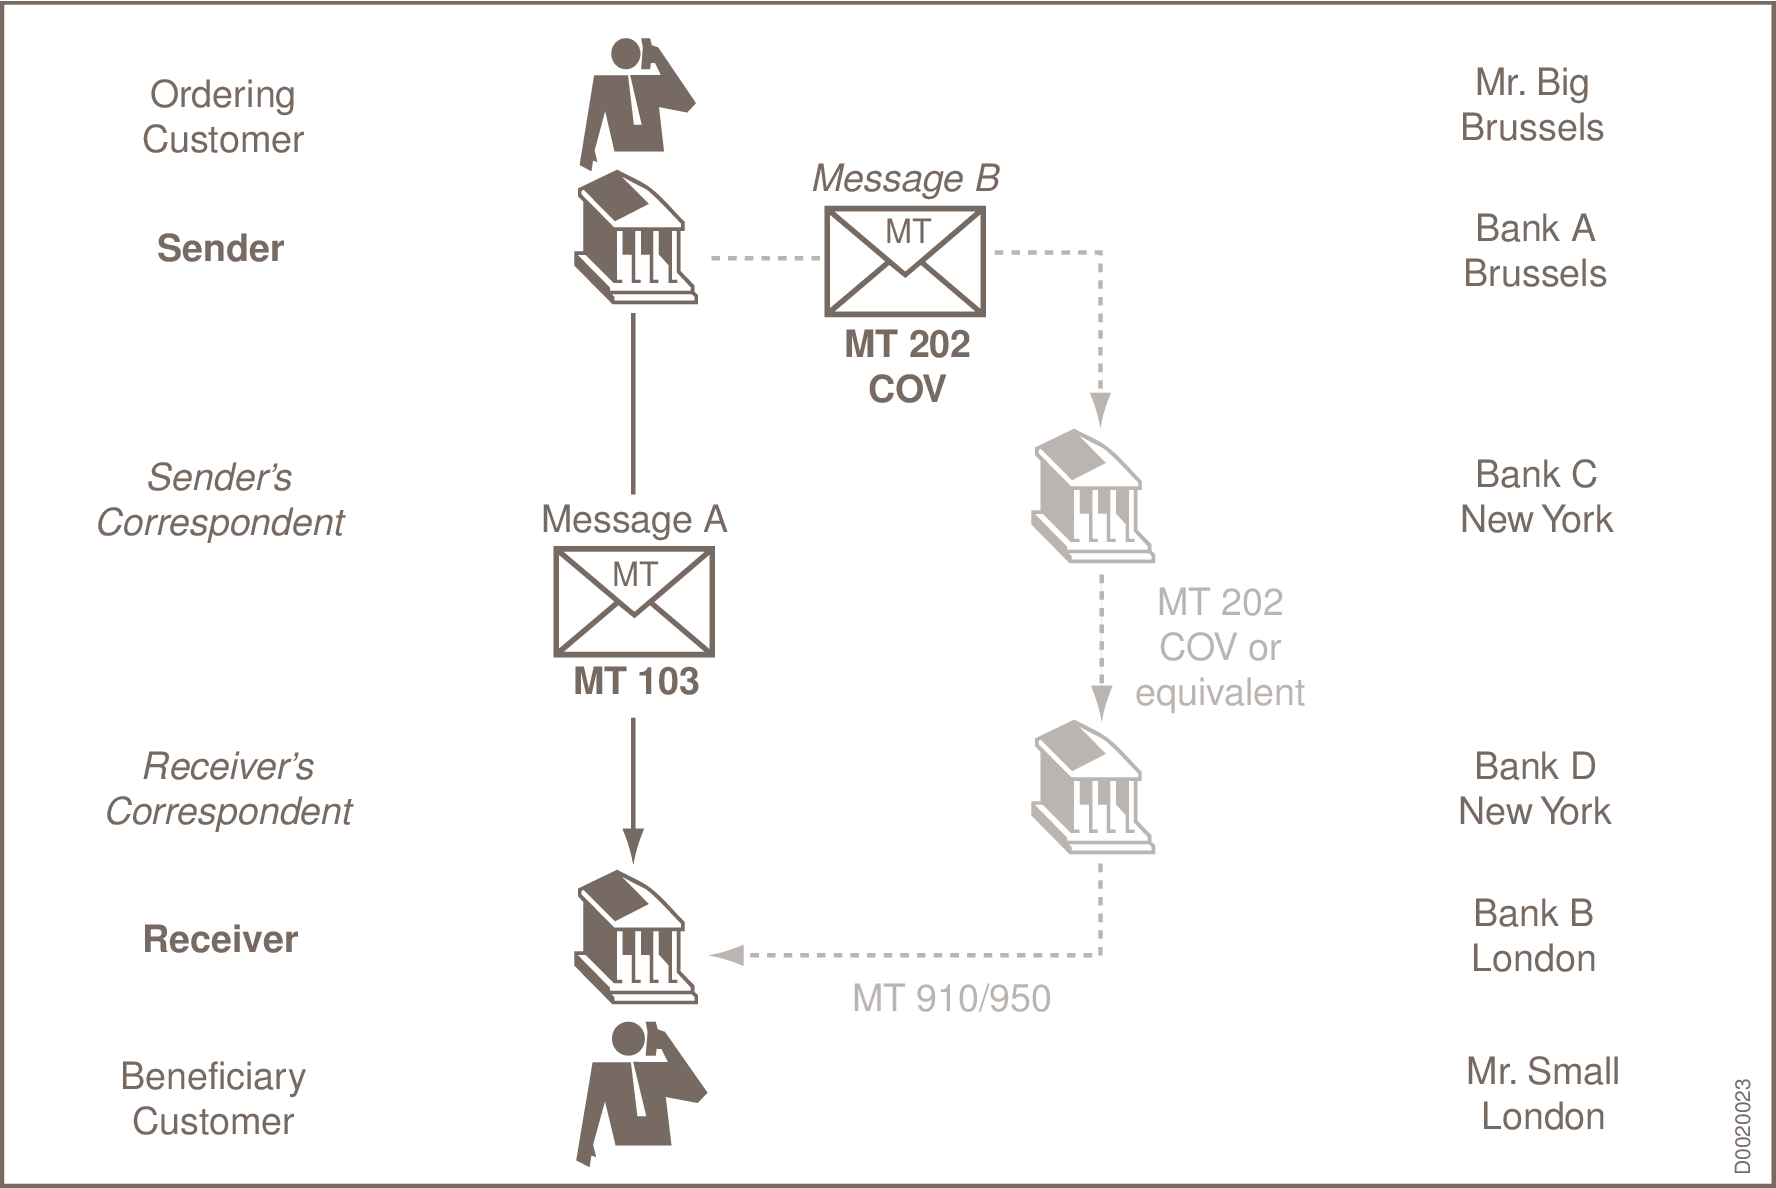 Ordering
Customer
Mr. Big
Brussels
Message B
MT
MT 202
COV
Sender
Bank A
Brussels
Sender's
Correspondent
Message A
MT
MT 103
Bank C
New York
MT 202
COV or
equivalent
Receiver's
Correspondent
Bank D
New York
Receiver
Bank B
London
MT 910/950
Beneficiary
Customer
Mr. Small
London
D0020023